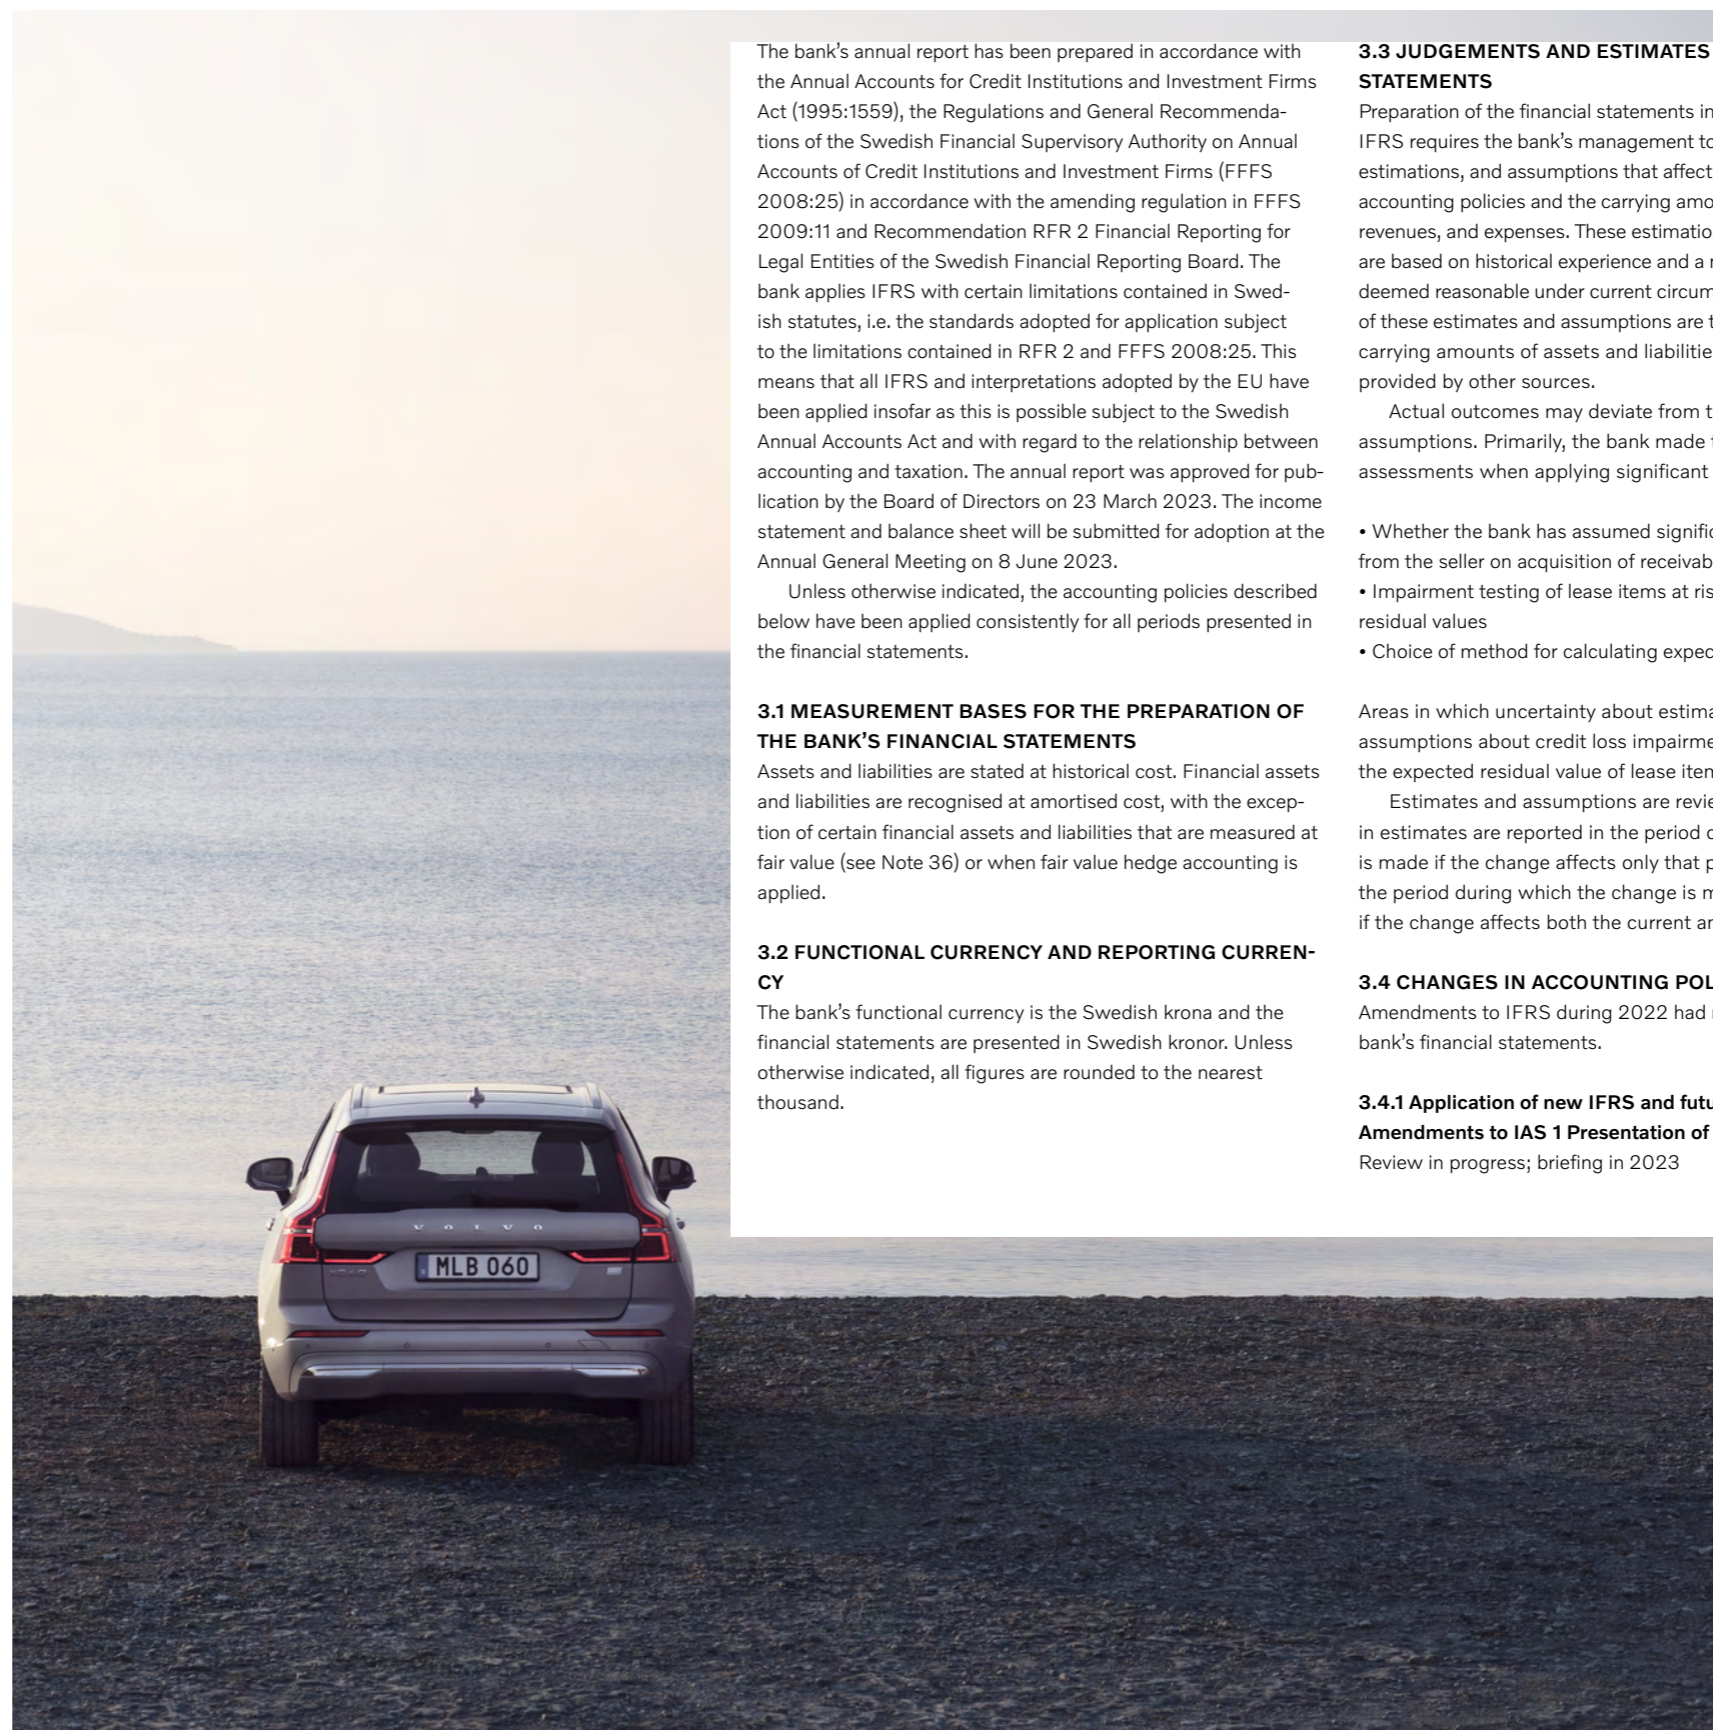 The bank’s annual report has been prepared in accordance with
the Annual Accounts for Credit Institutions and Investment Firms
Act (1995:1559), the Regulations and General Recommenda-
tions of the Swedish Financial Supervisory Authority on Annual
Accounts of Credit Institutions and Investment Firms (FFFS
2008:25) in accordance with the amending regulation in FFFS
2009:11 and Recommendation RFR 2 Financial Reporting for
Legal Entities of the Swedish Financial Reporting Board. The
bank applies IFRS with certain limitations contained in Swed-
ish statutes, i.e. the standards adopted for application subject
to the limitations contained in RFR 2 and FFFS 2008:25. This
means that all IFRS and interpretations adopted by the EU have
been applied insofar as this is possible subject to the Swedish
Annual Accounts Act and with regard to the relationship between
accounting and taxation. The annual report was approved for pub-
lication by the Board of Directors on 23 March 2023. The income
statement and balance sheet will be submitted for adoption at the
Annual General Meeting on 8 June 2023.
Unless otherwise indicated, the accounting policies described
below have been applied consistently for all periods presented in
the financial statements.
3.1 MEASUREMENT BASES FOR THE PREPARATION OF
THE BANK’S FINANCIAL STATEMENTS
Assets and liabilities are stated at historical cost. Financial assets
and liabilities are recognised at amortised cost, with the excep-
tion of certain financial assets and liabilities that are measured at
fair value (see Note 36) or when fair value hedge accounting is
applied.
3.2 FUNCTIONAL CURRENCY AND REPORTING CURREN-
CY
The bank’s functional currency is the Swedish krona and the
financial statements are presented in Swedish kronor. Unless
otherwise indicated, all figures are rounded to the nearest
thousand.
3.3 JUDGEMENTS AND ESTIMATES
STATEMENTS
Preparation of the financial statements in
IFRS requires the bank’s management to
estimations, and assumptions that affect
accounting policies and the carrying
revenues, and expenses. These
are based on historical experience and a
deemed reasonable under current
of these estimates and assumptions are
carrying amounts of assets and
provided by other sources.
Actual outcomes may deviate from
assumptions. Primarily, the bank made
assessments when applying significant
• Whether the bank has assumed
from the seller on acquisition of
• Impairment testing of lease items at
residual values
• Choice of method for calculating
Areas in which uncertainty about
assumptions about credit loss
the expected residual value of lease
Estimates and assumptions are
in estimates are reported in the period
is made if the change affects only that
the period during which the change is
if the change affects both the current
3.4 CHANGES IN ACCOUNTING
Amendments to IFRS during 2022 had
bank’s financial statements.
3.4.1 Application of new IFRS and
Amendments to IAS 1 Presentation of
Review in progress; briefing in 2023
VOLVO
MLB 060